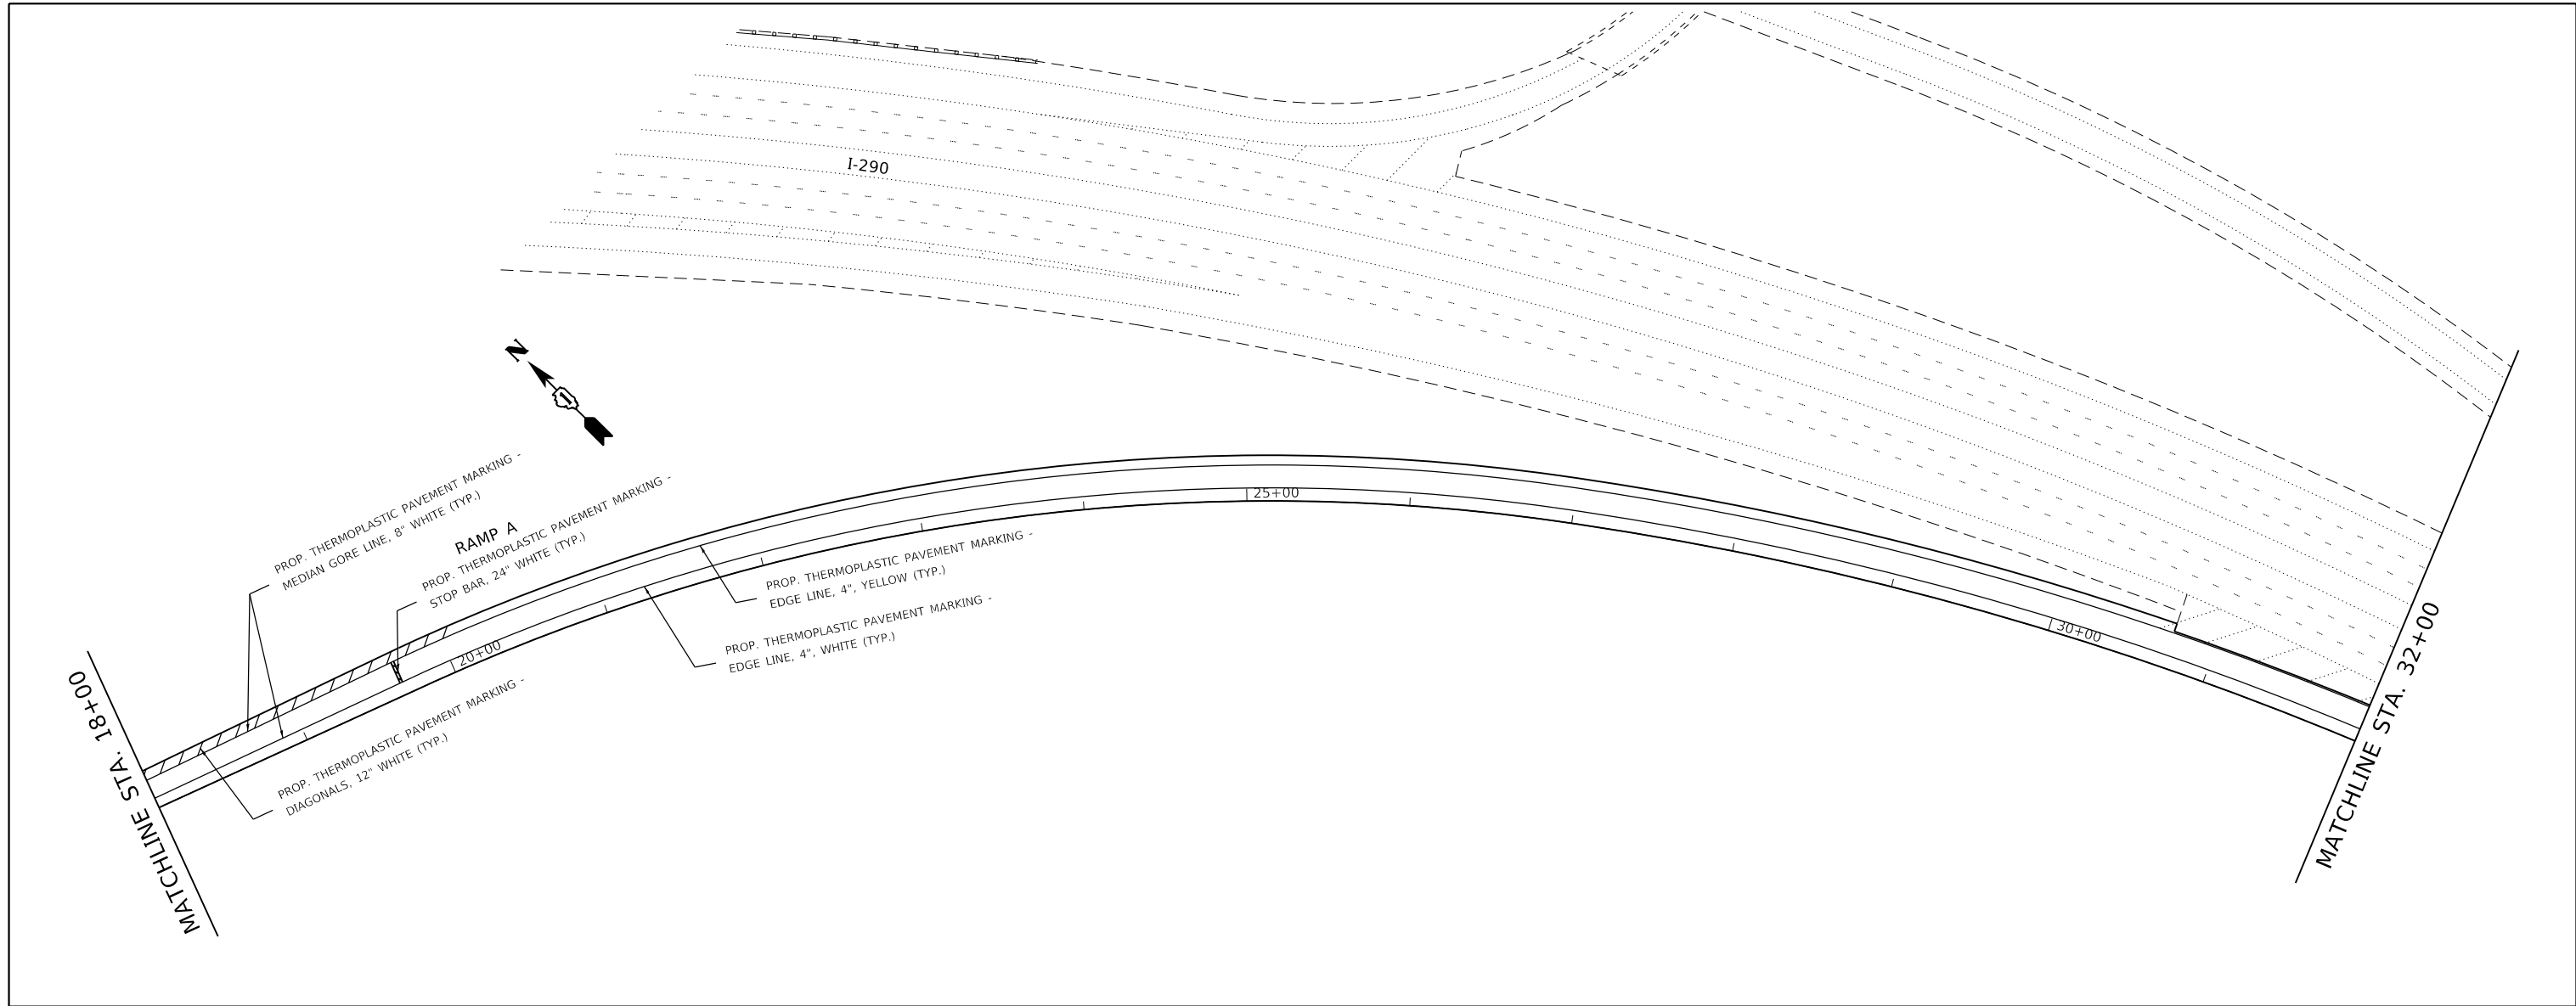 I-290
N
1
PROP. THERMOPLASTIC PAVEMENT MARKING -
MEDIAN GORE LINE, 8" WHITE (TYP.)
RAMP A
PROP. THERMOPLASTIC PAVEMENT MARKING -
STOP BAR, 24" WHITE (TYP.)
25+00
PROP. THERMOPLASTIC PAVEMENT MARKING -
EDGE LINE, 4", YELLOW (TYP.)
PROP. THERMOPLASTIC PAVEMENT MARKING -
EDGE LINE, 4", WHITE (TYP.)
20+00
30+00
PROP. THERMOPLASTIC PAVEMENT MARKING -
DIAGONALS, 12" WHITE (TYP.)
MATCHLINE STA. 18+00
MATCHLINE STA. 32+00